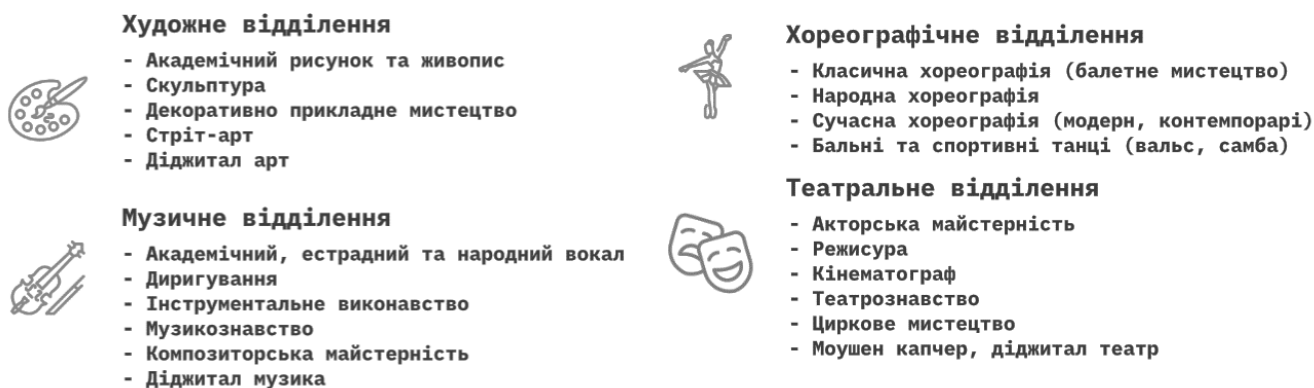 Художнє відділення
- Академічний рисунок та живопис
- Скульптура
- Декоративно прикладне мистецтво
- Стріт-арт
- Діджитал арт
Музичне відділення
- Академічний, естрадний та народний вокал
- Диригування
- Інструментальне виконавство
- Музикознавство
- Композиторська майстерність
- Діджитал музика
Хореографічне відділення
- Класична хореографія (балетне мистецтво)
- Народна хореографія
- Сучасна хореографія (модерн, контемпорарі)
- Бальні та спортивні танці (вальс, самба)
Театральне відділення
- Акторська майстерність
- Режисура
- Кінематограф
- Театрознавство
- Циркове мистецтво
- Моушен капчер, діджитал театр